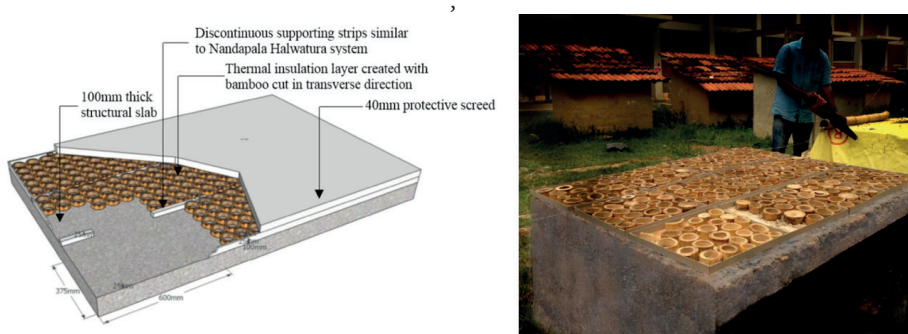 ,
Discontinuous supporting strips similar
to Nandapala Halwatura system
Thermal insulation layer created with
bamboo cut in transverse direction
100mm thick
structural slab
40mm protective screed
100mm
375mm
600mm